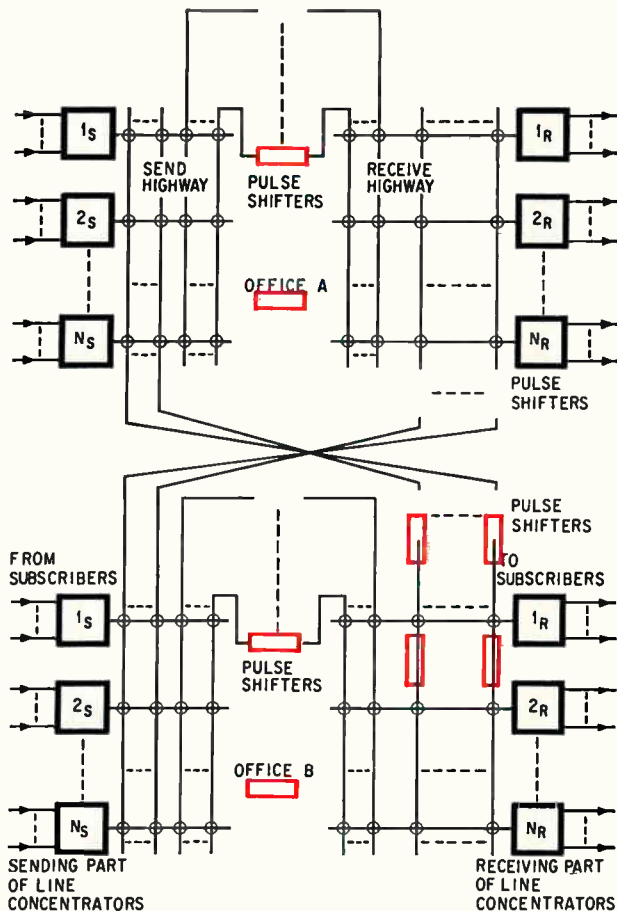 1S
1R
SEND
HIGHWAY
PULSE
SHIFTERS
RECEIVE
HIGHWAY
2S
2R
OFFICE A
NS
NR
PULSE
SHIFTERS
PULSE
SHIFTERS
FROM
SUBSCRIBERS
TO
SUBSCRIBERS
1S
1R
PULSE
SHIFTERS
2S
2R
OFFICE B
NS
NR
SENDING PART
OF LINE
CONCENTRATORS
RECEIVING PART
OF LINE
CONCENTRATORS